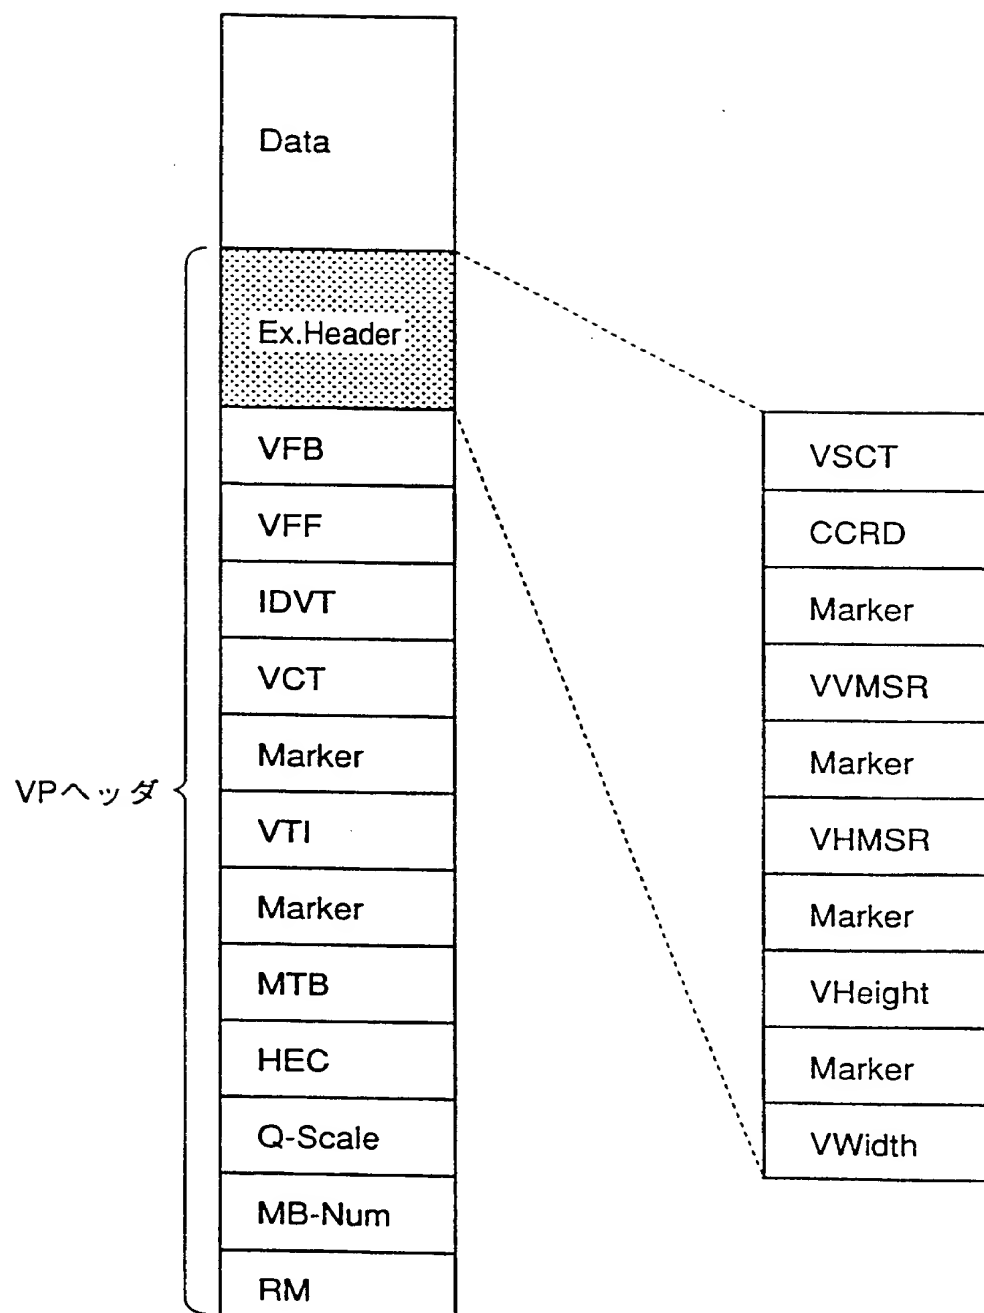 Data
Ex.Header
VFB
VFF
IDVT
VCT
Marker
VTI
Marker
MTB
HEC
Q-Scale
MB-Num
RM
VPヘッダ
VSCT
CCRD
Marker
VVMSR
Marker
VHMSR
Marker
VHeight
Marker
VWidth